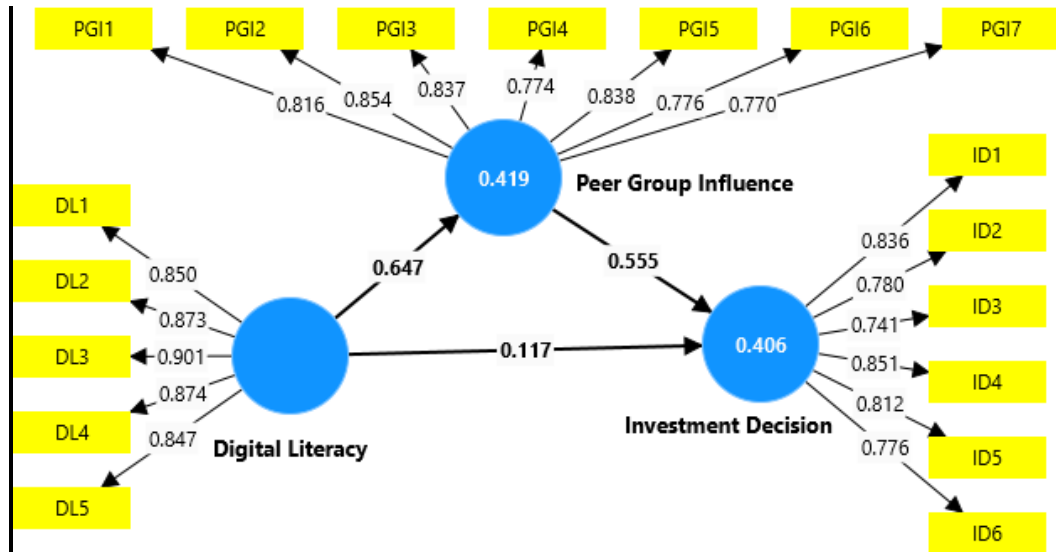 PGI1 PGI2 PGI3 PGI4 PGI5 PGI6 PGI7
0.816 0.854 0.837 0.774 0.838 0.776 0.770
0.419
Peer Group Influence
DL1
DL2
DL3
DL4
DL5
0.850
0.873
0.901
0.874
0.847
Digital Literacy
0.647
0.555
0.117
0.406
Investment Decision
0.836
0.780
0.741
0.851
0.812
0.776
ID1
ID2
ID3
ID4
ID5
ID6